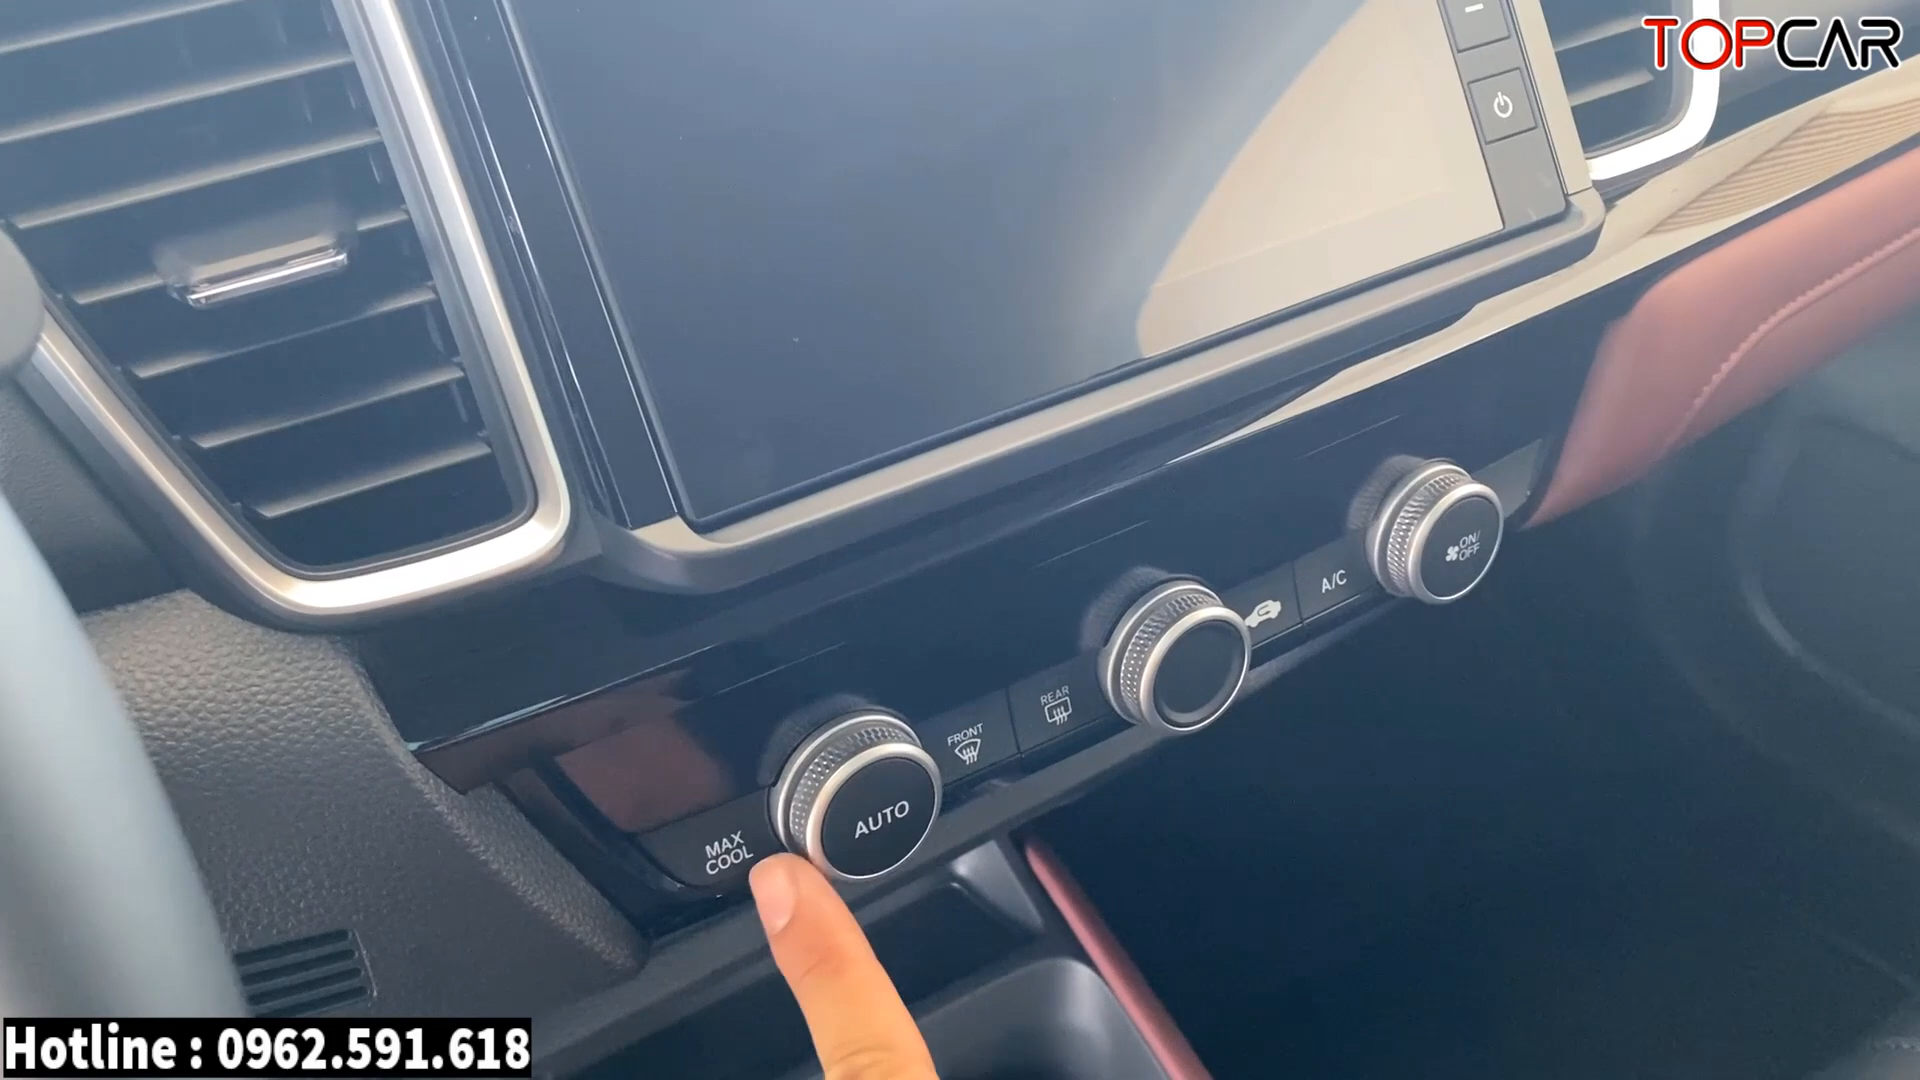 TOPCAR
ON/
OFF
A/C
REAR
FRONT
AUTO
MAX
COOL
Hotline : 0962.591.618